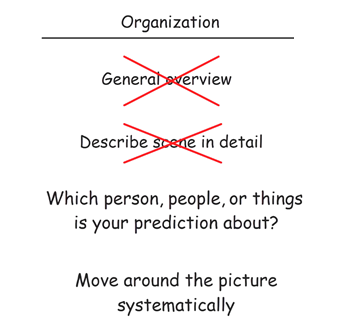 Organization
General overview
Describe scene in detail
Which person, people, or things
is your prediction about?
Move around the picture
systematically